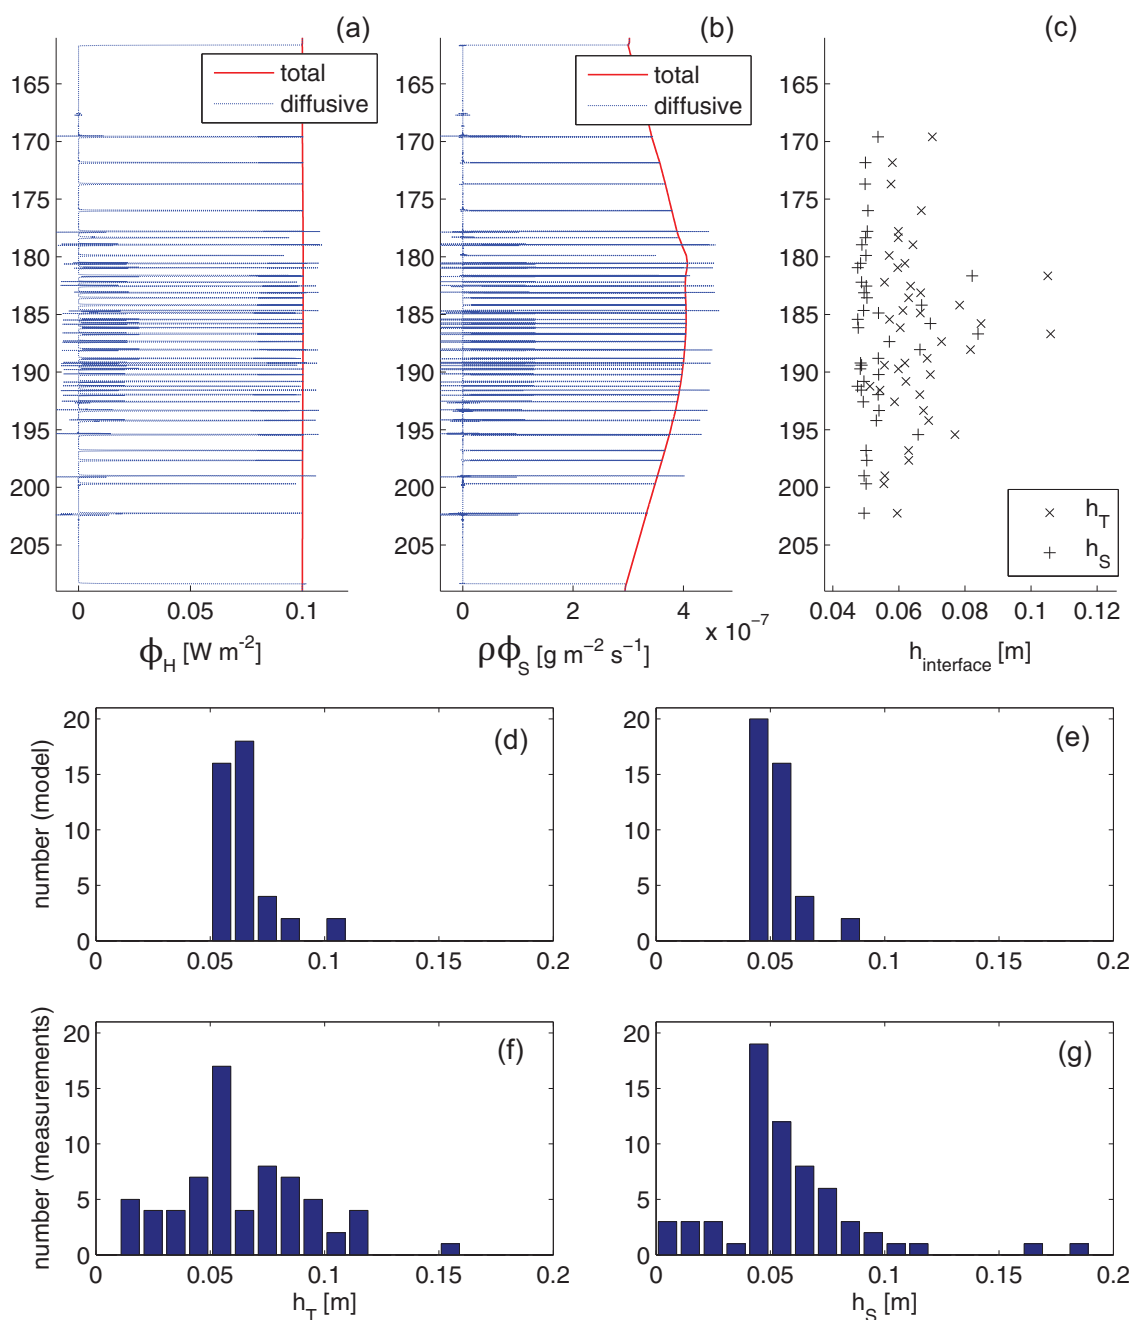 (a)
(b)
(c)
total
diffusive
total
diffusive
165
170
175
180
185
190
195
200
205
165
170
175
180
185
190
195
200
205
165
170
175
180
185
190
195
200
205
h_T
h_S
0 0.05 0.1
0 2 4
x 10^-7
0.04 0.06 0.08 0.1 0.12
ϕ_H [W m^-2]
ρϕ_S [g m^-2 s^-1]
h_interface [m]
(d)
20
15
10
5
0
number (model)
0 0.05 0.1 0.15 0.2
(e)
20
15
10
5
0
0 0.05 0.1 0.15 0.2
(f)
20
15
10
5
0
number (measurements)
0 0.05 0.1 0.15 0.2
h_T [m]
(g)
20
15
10
5
0
0 0.05 0.1 0.15 0.2
h_S [m]